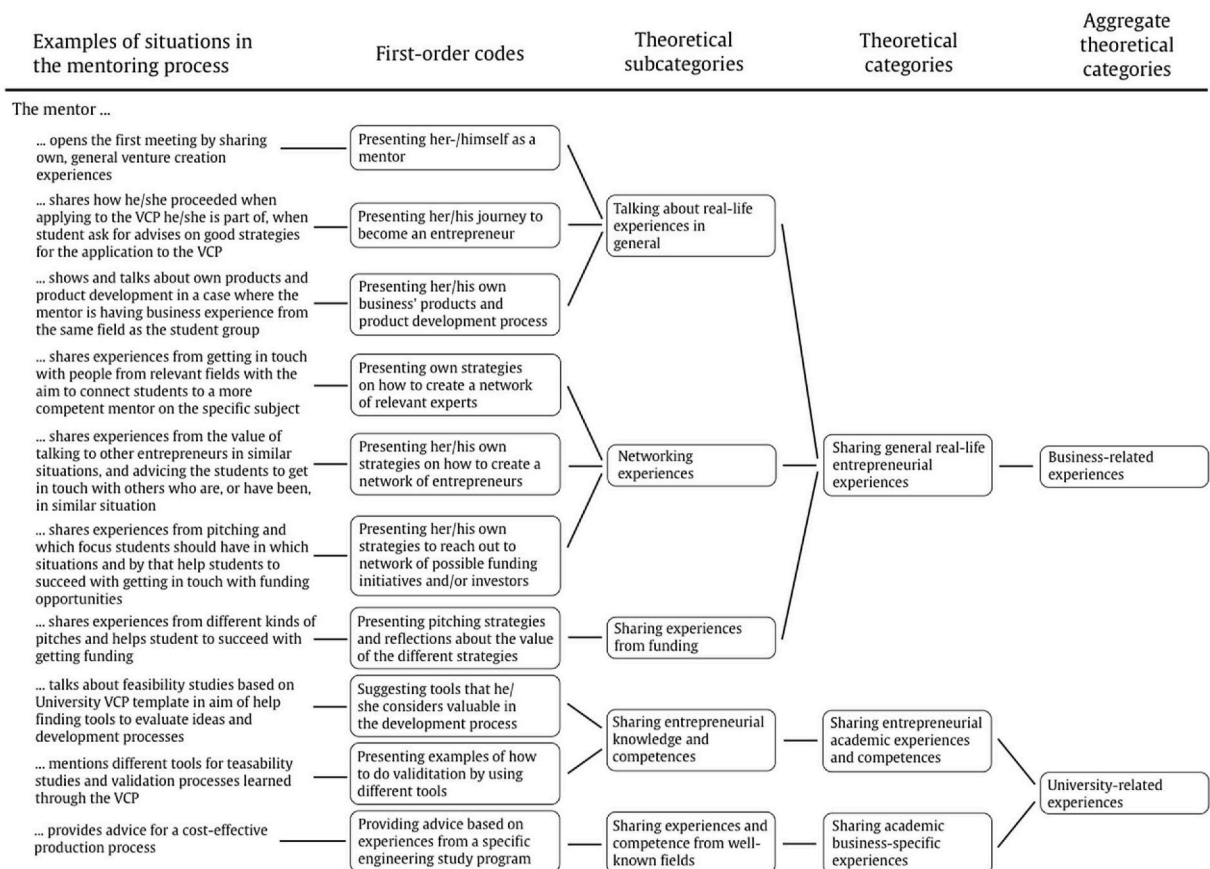 Examples of situations in
the mentoring process
First-order codes
Theoretical
subcategories
Theoretical
categories
Aggregate
theoretical
categories
The mentor ...
... opens the first meeting by sharing
own, general venture creation
experiences
Presenting her-/himself as a
mentor
... shares how he/she proceeded when
applying to the VCP he/she is part of, when
student ask for advises on good strategies
for the application to the VCP
Presenting her/his journey to
become an entrepreneur
Talking about real-life
experiences in
general
... shows and talks about own products and
product development in a case where the
mentor is having business experience from
the same field as the student group
Presenting her/his own
business' products and
product development process
... shares experiences from getting in touch
with people from relevant fields with the
aim to connect students to a more
competent mentor on the specific subject
Presenting own strategies
on how to create a network
of relevant experts
... shares experiences from the value of
talking to other entrepreneurs in similar
situations, and advicing the students to get
in touch with others who are, or have been,
in similar situation
Presenting her/his own
strategies on how to create a
network of entrepreneurs
Networking
experiences
Sharing general real-life
entrepreneurial
experiences
Business-related
experiences
... shares experiences from pitching and
which focus students should have in which
situations and by that help students to
succeed with getting in touch with funding
opportunities
Presenting her/his own
strategies to reach out to
network of possible funding
initiatives and/or investors
... shares experiences from different kinds of
pitches and helps student to succeed with
getting funding
Presenting pitching strategies
and reflections about the value
of the different strategies
Sharing experiences
from funding
... talks about feasibility studies based on
University VCP template in aim of help
finding tools to evaluate ideas and
development processes
Suggesting tools that he/
she considers valuable in
the development process
Sharing entrepreneurial
knowledge and
competences
Sharing entrepreneurial
academic experiences
and competences
... mentions different tools for teasability
studies and validation processes learned
through the VCP
Presenting examples of how
to do validitation by using
different tools
University-related
experiences
... provides advice for a cost-effective
production process
Providing advice based on
experiences from a specific
engineering study program
Sharing experiences and
competence from well-
known fields
Sharing academic
business-specific
experiences